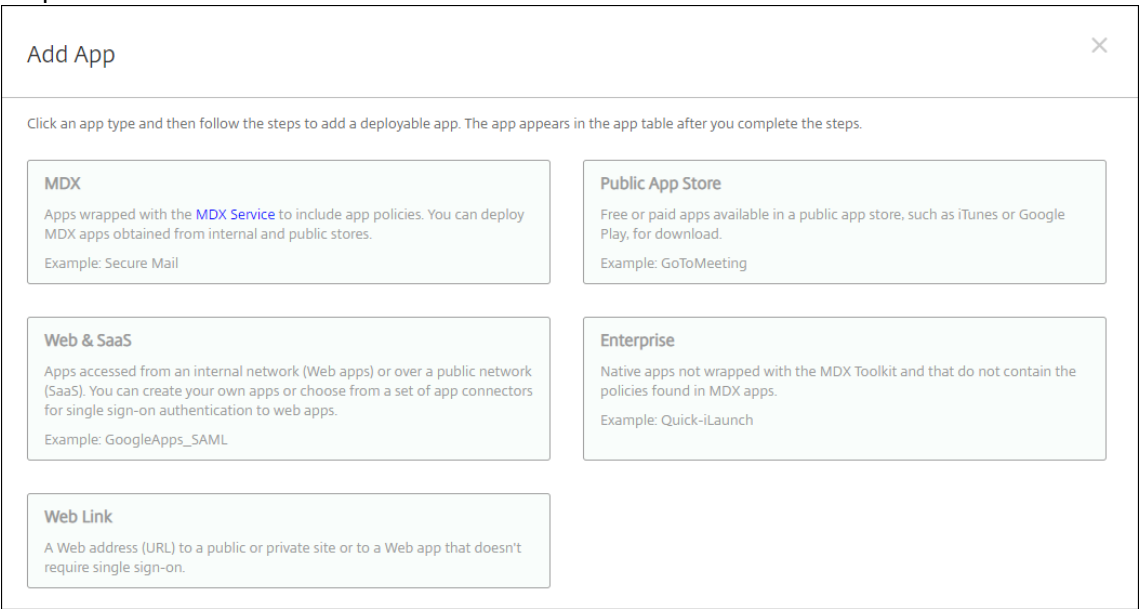 Add App
Click an app type and then follow the steps to add a deployable app. The app appears in the app table after you complete the steps.
MDX
Apps wrapped with the MDX Service to include app policies. You can deploy
MDX apps obtained from internal and public stores.
Example: Secure Mail
Public App Store
Free or paid apps available in a public app store, such as iTunes or Google
Play, for download.
Example: GoToMeeting
Web & SaaS
Apps accessed from an internal network (Web apps) or over a public network
(SaaS). You can create your own apps or choose from a set of app connectors
for single sign-on authentication to web apps.
Example: GoogleApps_SAML
Enterprise
Native apps not wrapped with the MDX Toolkit and that do not contain the
policies found in MDX apps.
Example: Quick-iLaunch
Web Link
A Web address (URL) to a public or private site or to a Web app that doesn't
require single sign-on.